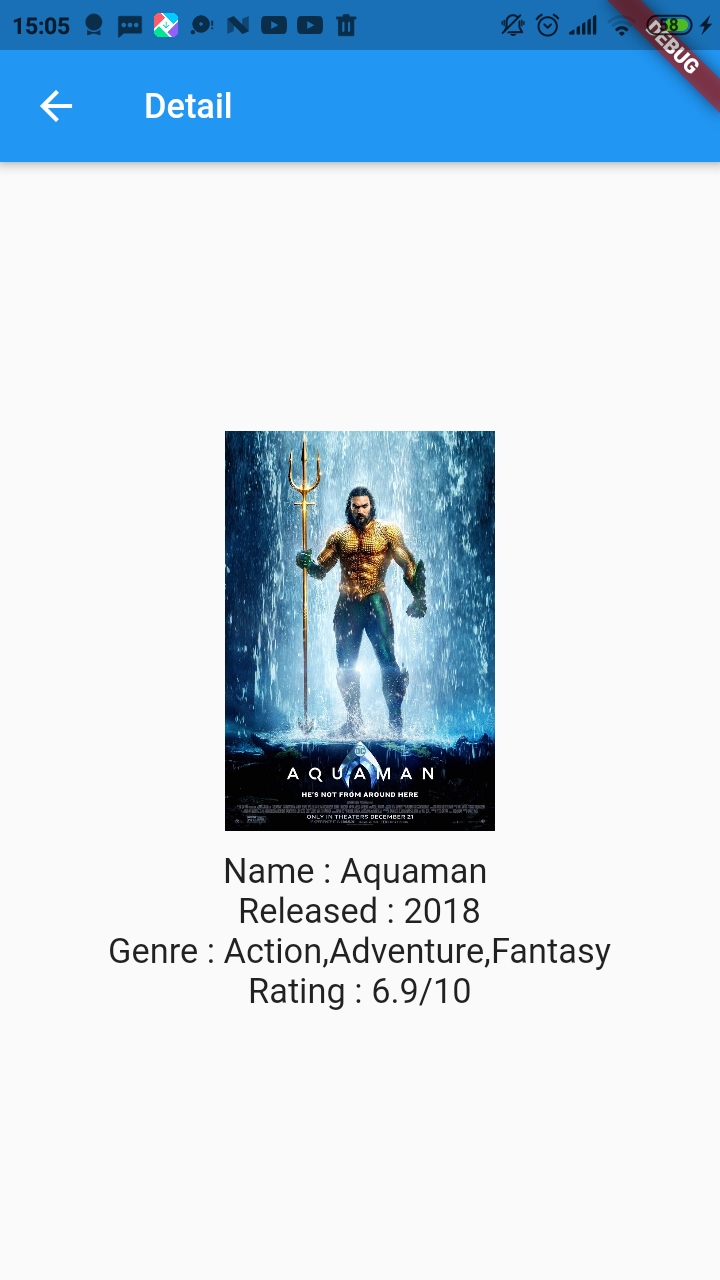 15:05
58
DEBUG
Detail
DC
AQUAMAN
HE'S NOT FROM AROUND HERE
ONLY IN THEATERS DECEMBER 21
Name : Aquaman
Released : 2018
Genre : Action,Adventure,Fantasy
Rating : 6.9/10